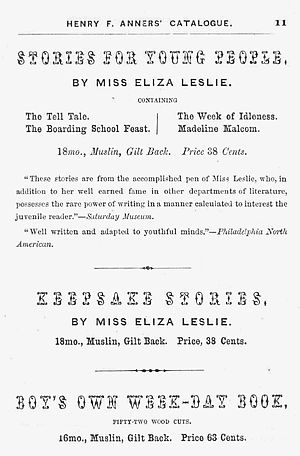 HENRY F. ANNERS' CATALOGUE. 11
STORIES FOR YOUNG PEOPLE,
BY MISS ELIZA LESLIE.
CONTAINING
The Tell Tale.
The Boarding School Feast.
The Week of Idleness.
Madeline Malcom.
18mo., Muslin, Gilt Back. Price 38 Cents.
"These stories are from the accomplished pen of Miss Leslie, who, in
addition to her well earned fame in other departments of literature,
possesses the rare power of writing in a manner calculated to interest the
juvenile reader."—Saturday Museum.
"Well written and adapted to youthful minds."—Philadelphia North
American.
KEEPSAKE STORIES,
BY MISS ELIZA LESLIE.
18mo., Muslin, Gilt Back. Price, 38 Cents.
BOY'S OWN WEEK-DAY BOOK,
FIFTY-TWO WOOD CUTS.
16mo., Muslin, Gilt Back. Price 63 Cents.